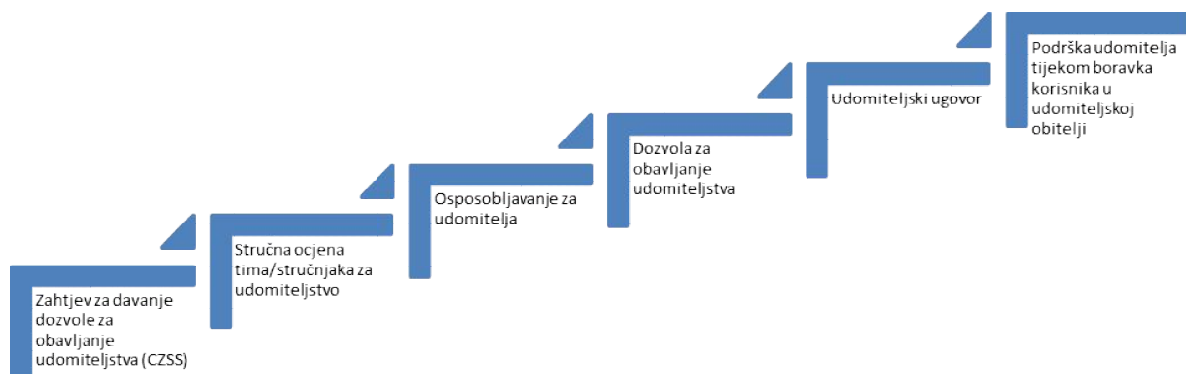 Zahtjev za davanje
dozvole za
obavljanje
udomiteljstva (CZSS)
Stručna ocjena
tima/stručnjaka za
udomiteljstvo
Osposobljavanje za
udomitelja
Dozvola za
obavljanje
udomiteljstva
Udomiteljski ugovor
Podrška udomitelja
tijekom boravka
korisnika u
udomiteljskoj
obitelji